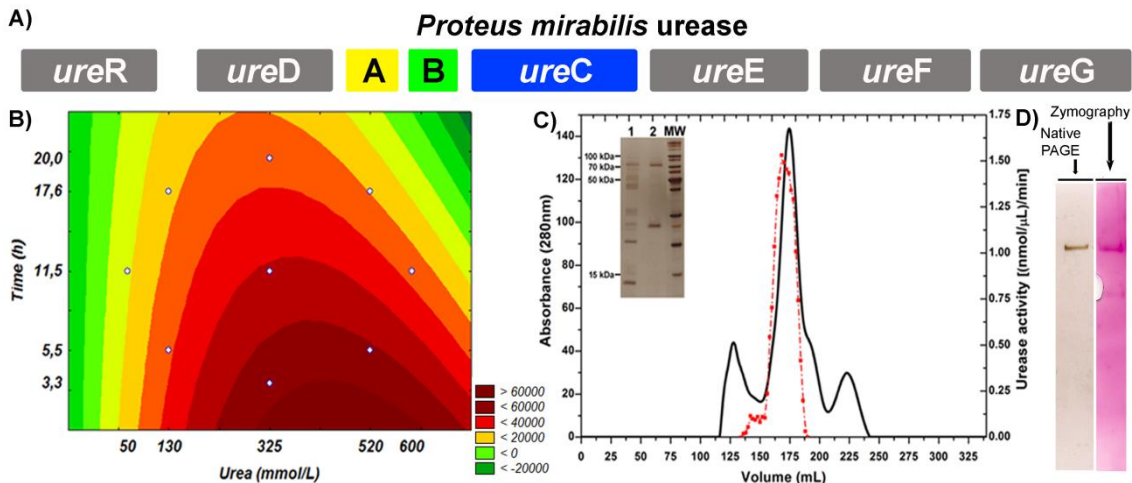 A)
Proteus mirabilis urease
ureR ureD A B ureC ureE ureF ureG
B)
20,0
17,6
11,5
5,5
3,3
Time (h)
50 130 325 520 600
Urea (mmol/L)
> 60000
< 60000
< 40000
< 20000
< 0
< -20000
C)
140
120
100
80
60
40
20
0
Absorbance (280nm)
1 2 MW
100 kDa
70 kDa
50 kDa
15 kDa
0 25 50 75 100 125 150 175 200 225 250 275 300 325
Volume (mL)
1.75
1.50
1.25
1.00
0.75
0.50
0.25
0.00
Urease activity [(nmol/µL)/min)
D)
Zymography
Native
PAGE